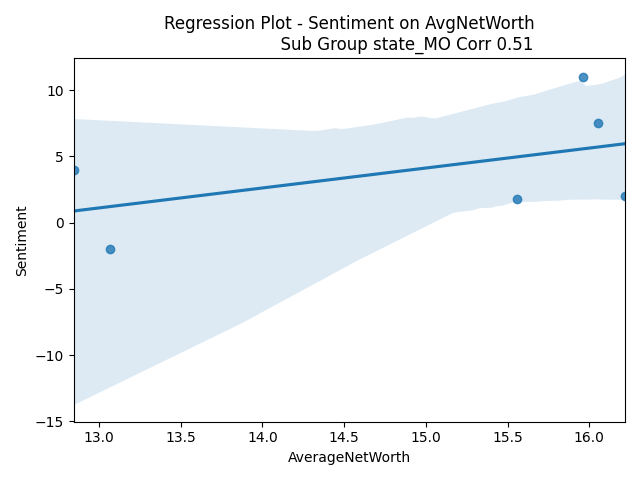 Regression Plot - Sentiment on AvgNetWorth
Sub Group state_MO Corr 0.51
10
5
0
−5
−10
−15
Sentiment
13.0 13.5 14.0 14.5 15.0 15.5 16.0
AverageNetWorth